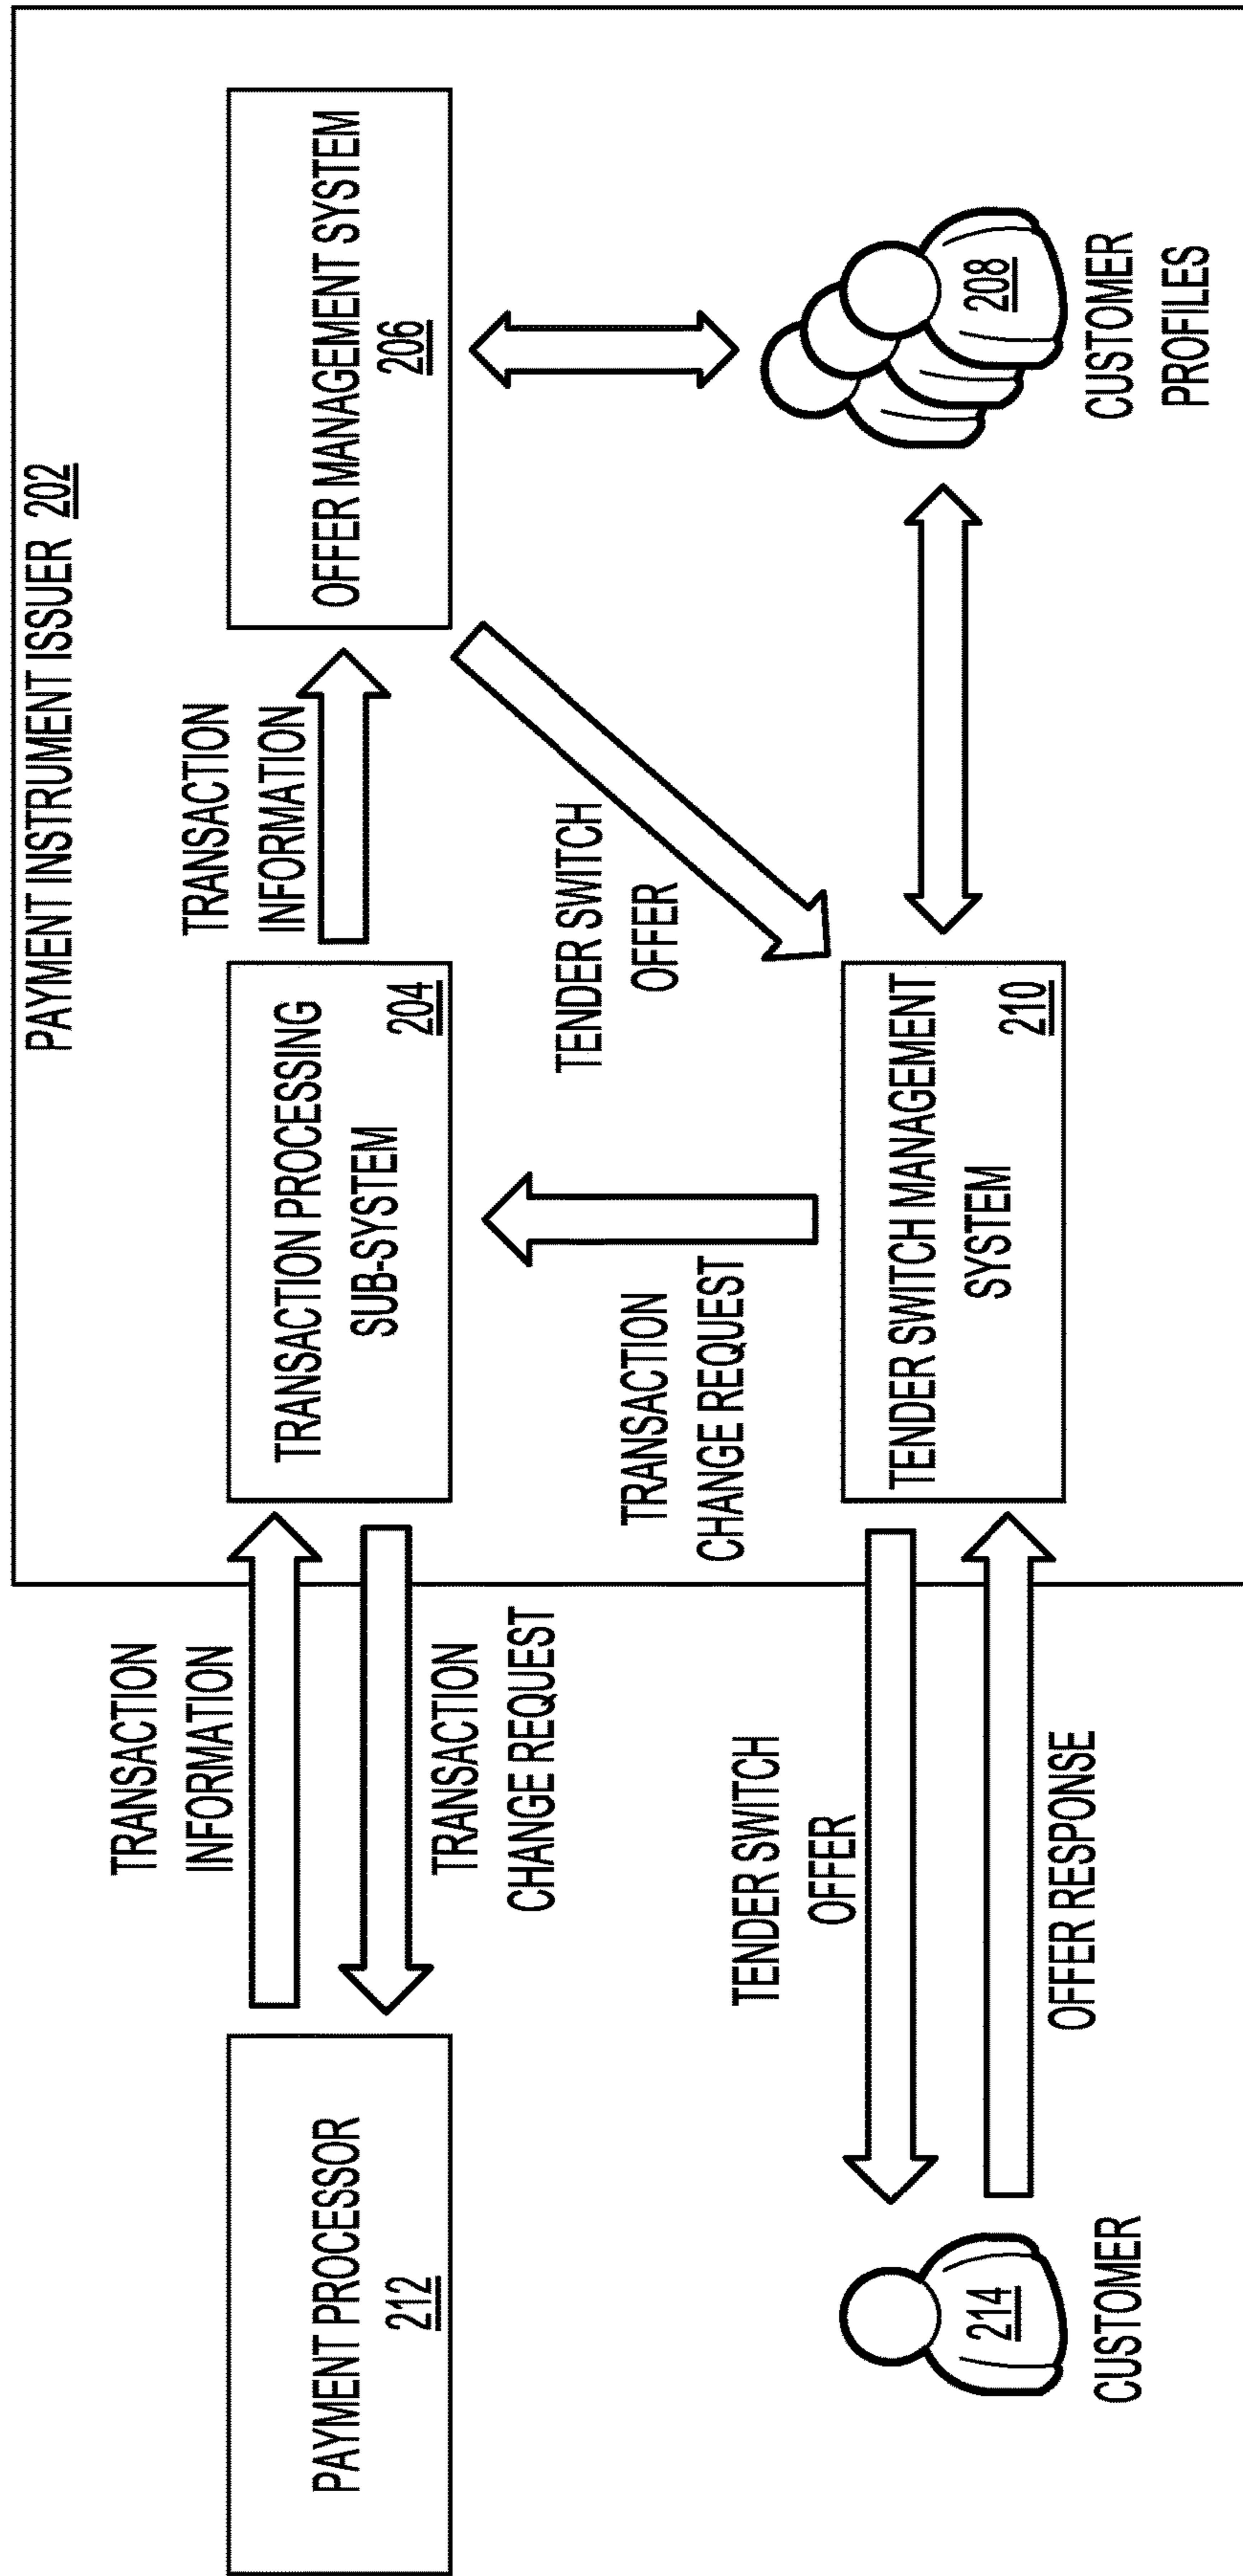 PAYMENT INSTRUMENT ISSUER 202
PAYMENT PROCESSOR
212
TRANSACTION
INFORMATION
TRANSACTION
CHANGE REQUEST
TRANSACTION PROCESSING
SUB-SYSTEM
204
TRANSACTION
INFORMATION
OFFER MANAGEMENT SYSTEM
206
TRANSACTION
CHANGE REQUEST
TENDER SWITCH
OFFER
214
CUSTOMER
TENDER SWITCH
OFFER
OFFER RESPONSE
TENDER SWITCH MANAGEMENT
SYSTEM
210
208
CUSTOMER
PROFILES